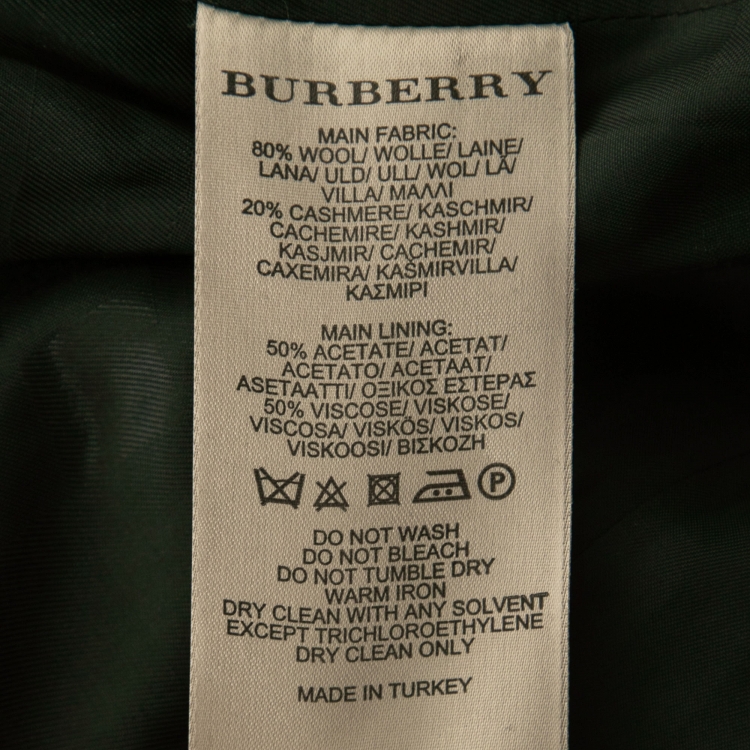 BURBERRY
MAIN FABRIC:
80% WOOL/ WOLLE/ LAINE/
LANA/ ULD/ ULL/ WOL/ LÃ/
VILLA/ ΜΑΛΛΙ
20% CASHMERE/ KASCHMIR/
CACHEMIRE/ KASHMIR/
KASJMIR/ CACHEMIR/
CAXEMIRA/ KAŠMIRVILLA/
ΚΑΣΜΙΡΙ
MAIN LINING:
50% ACETATE/ ACETAT/
ACETATO/ ACETAAT/
ASETAATTI/ ΟΞΙΚΟΣ ΕΣΤΕΡΑΣ
50% VISCOSE/ VISKOSE/
VISCOSA/ VISKÖS/ VISKOS/
VISKOOSI/ ΒΙΣΚΟΖΗ
P
DO NOT WASH
DO NOT BLEACH
DO NOT TUMBLE DRY
WARM IRON
DRY CLEAN WITH ANY SOLVENT
EXCEPT TRICHLOROETHYLENE
DRY CLEAN ONLY
MADE IN TURKEY